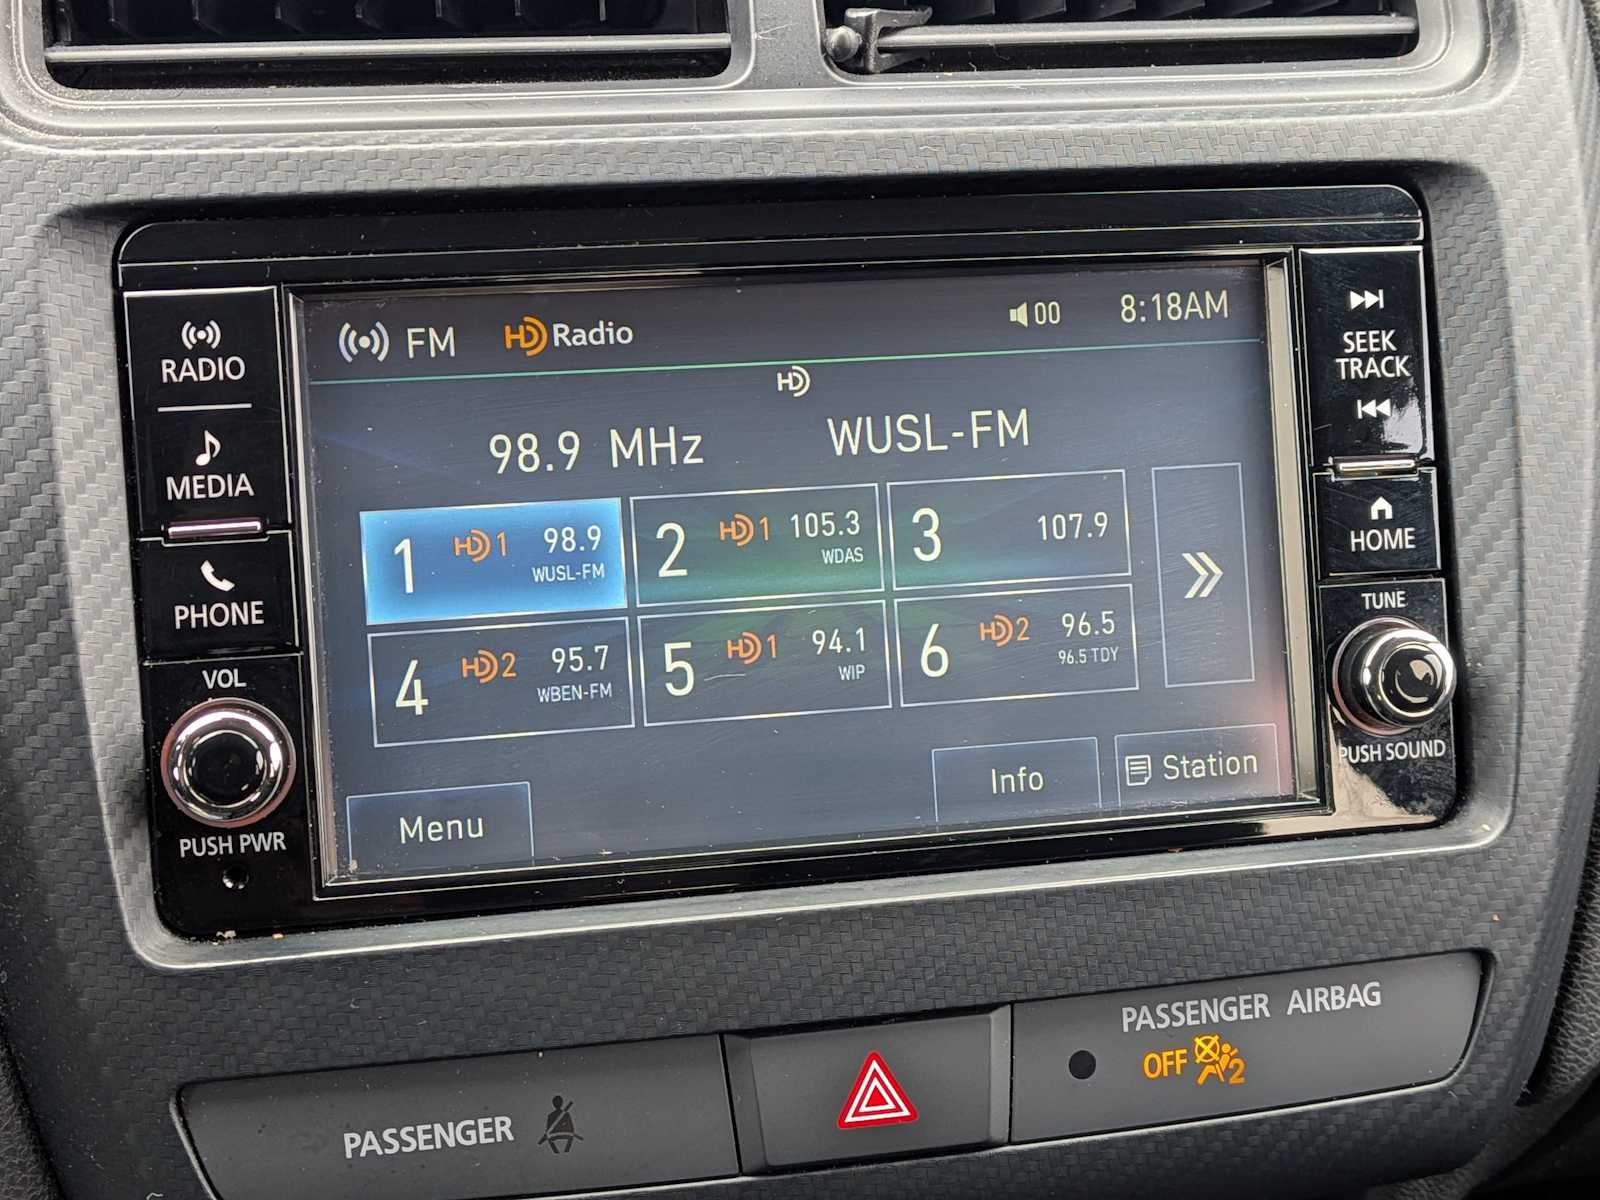 FM HD Radio 00 8:18AM
HD
98.9 MHz WUSL-FM
1 HD1 98.9
WUSL-FM
2 HD1 105.3
WDAS
3 107.9
4 HD2 95.7
WBEN-FM
5 HD1 94.1
WIP
6 HD2 96.5
96.5 TDY
Menu
Info
Station
RADIO
MEDIA
PHONE
VOL
PUSH PWR
SEEK
TRACK
HOME
TUNE
PUSH SOUND
PASSENGER
PASSENGER AIRBAG
OFF 2